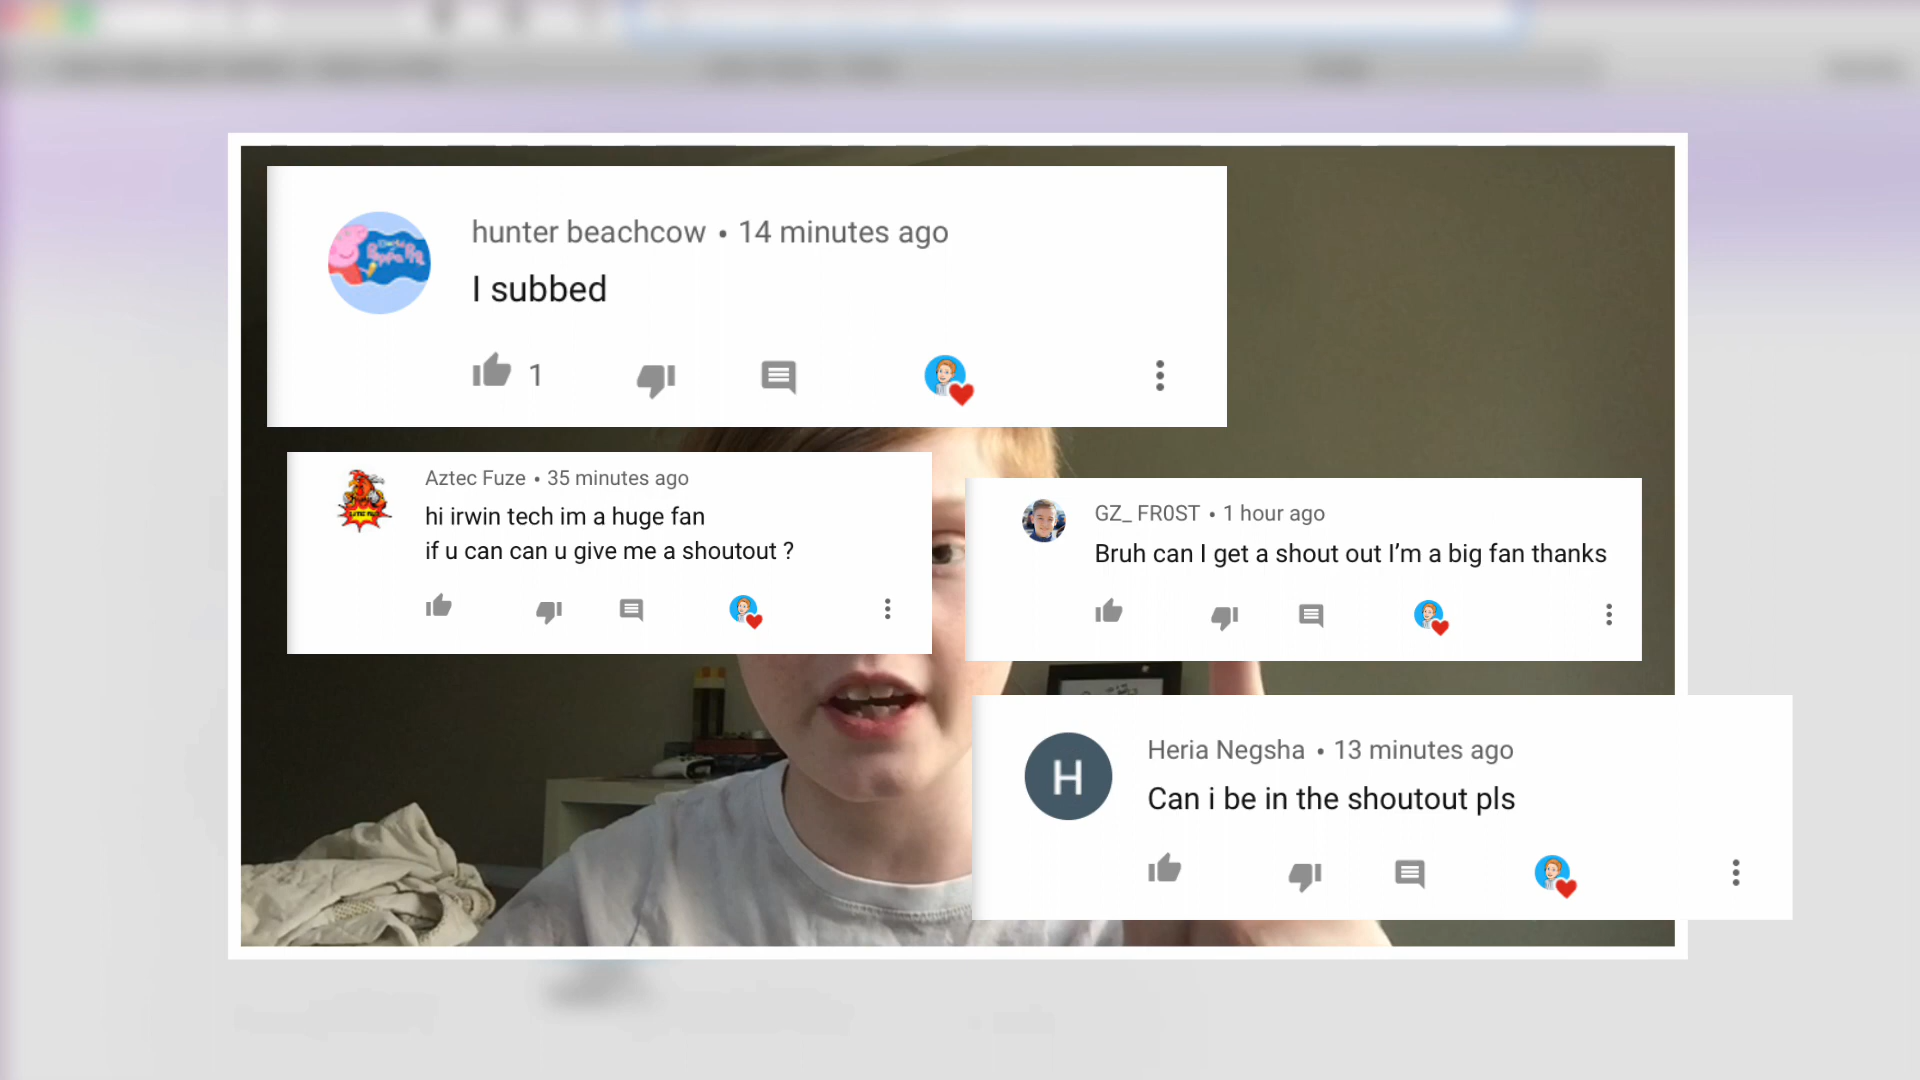 hunter beachcow • 14 minutes ago
I subbed
1
Aztec Fuze • 35 minutes ago
hi irwin tech im a huge fan
if u can can u give me a shoutout ?
GZ_ FR0ST • 1 hour ago
Bruh can I get a shout out I’m a big fan thanks
H
Heria Negsha • 13 minutes ago
Can i be in the shoutout pls